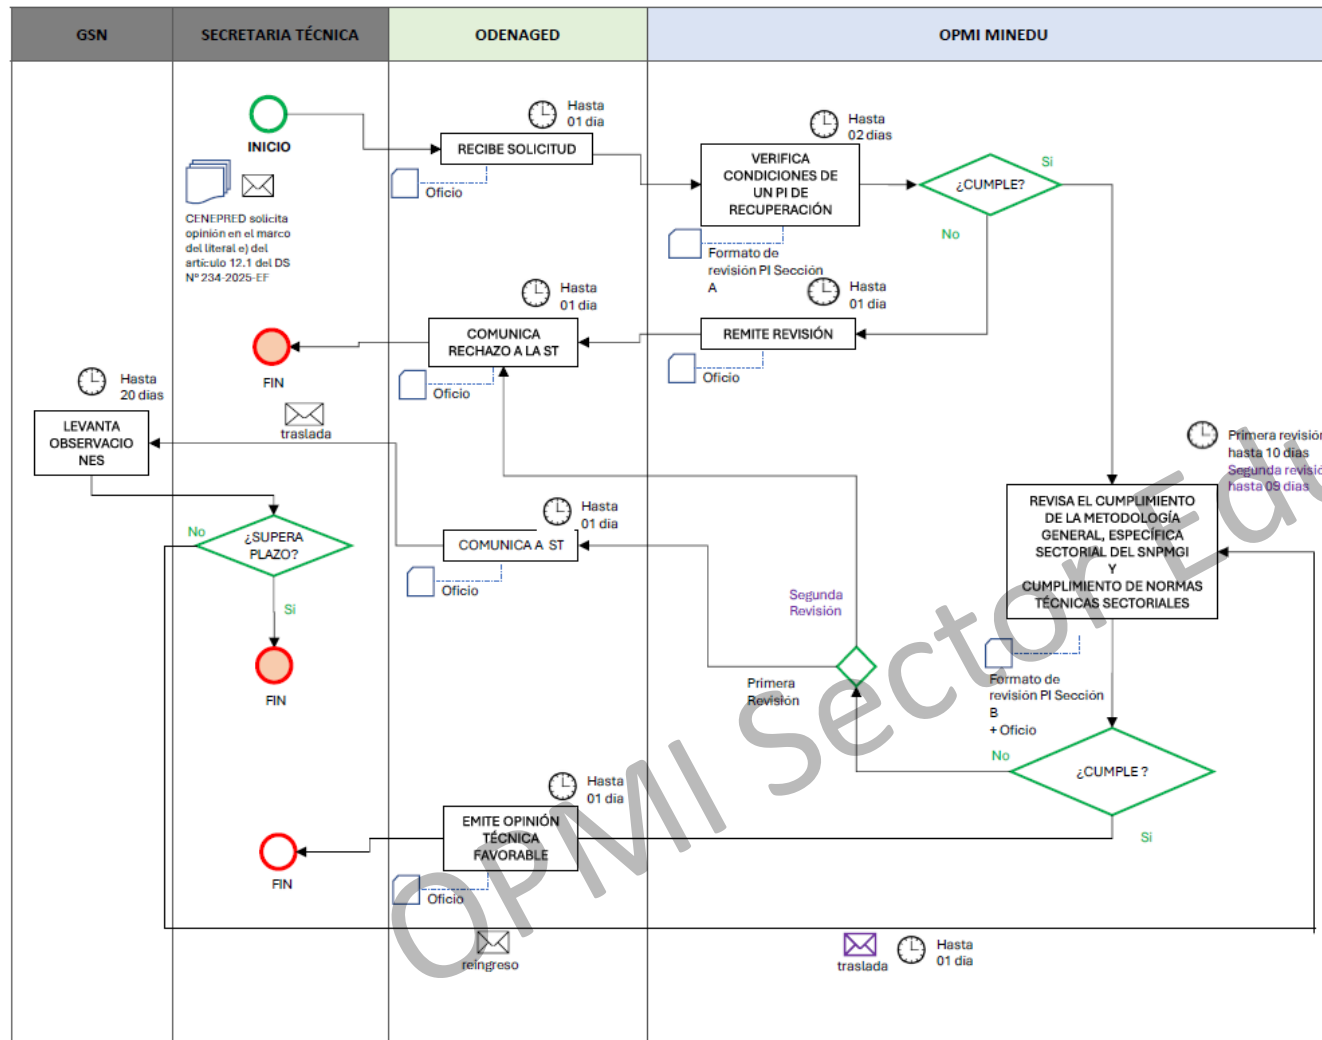 GSN
SECRETARIA TÉCNICA
ODENAGED
OPMI MINEDU
INICIO
CENEPRED solicita
opinión en el marco
del literal e) del
artículo 12.1 del DS
Nº 234-2025-EF
Hasta
01 dia
RECIBE SOLICITUD
Oficio
Hasta
02 dias
VERIFICA
CONDICIONES DE
UN PI DE
RECUPERACIÓN
Formato de
revisión PI Sección
A
¿CUMPLE?
Si
No
Hasta
01 dia
REMITE REVISIÓN
Oficio
Hasta
01 dia
COMUNICA
RECHAZO A LA ST
Oficio
FIN
traslada
Hasta
20 dias
LEVANTA
OBSERVACIO
NES
¿SUPERA
PLAZO?
No
Si
FIN
Hasta
01 dia
COMUNICA A ST
Oficio
Primera revisión
hasta 10 dias
Segunda revisió
hasta 09 dias
REVISA EL CUMPLIMIENTO
DE LA METODOLOGÍA
GENERAL, ESPECÍFICA
SECTORIAL DEL SNPMGI
Y
CUMPLIMIENTO DE NORMAS
TÉCNICAS SECTORIALES
Formato de
revisión PI Sección
B
+ Oficio
¿CUMPLE ?
No
Si
Segunda
Revisión
Primera
Revisión
Hasta
01 dia
EMITE OPINIÓN
TÉCNICA
FAVORABLE
Oficio
FIN
reingreso
traslada
Hasta
01 dia
OPMI Sector Edu